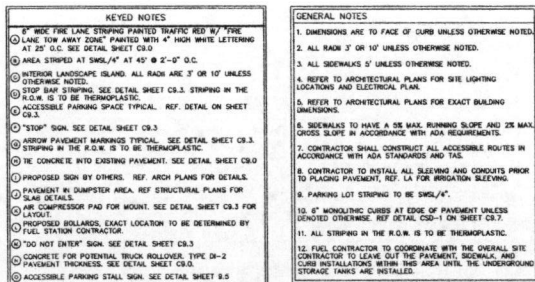 KEYED NOTES
6" WIDE FIRE LANE STRIPING PAINTED TRAFFIC RED W/ "FIRE
A LANE TOW AWAY ZONE" PAINTED WITH 4" HIGH WHITE LETTERING
AT 25' O.C. SEE DETAIL SHEET C9.0
B AREA STRIPED AT SWSL/4" AT 45° @ 2'-0" O.C.
C INTERIOR LANDSCAPE ISLAND. ALL RADII ARE 3' OR 10' UNLESS
OTHERWISE NOTED.
D STOP BAR STRIPING. SEE DETAIL SHEET C9.3. STRIPING IN THE
R.O.W. IS TO BE THERMOPLASTIC.
E ACCESSIBLE PARKING SPACE TYPICAL. REF. DETAIL ON SHEET
C9.3.
F "STOP" SIGN. SEE DETAIL SHEET C9.3
G ARROW PAVEMENT MARKINGS TYPICAL. SEE DETAIL SHEET C9.3.
STRIPING IN THE R.O.W. IS TO BE THERMOPLASTIC.
H TIE CONCRETE INTO EXISTING PAVEMENT. SEE DETAIL SHEET C9.0
I PROPOSED SIGN BY OTHERS. REF. ARCH PLANS FOR DETAILS.
J PAVEMENT IN DUMPSTER AREA. REF STRUCTURAL PLANS FOR
SLAB DETAILS.
K AIR COMPRESSOR PAD FOR MOUNT. SEE DETAIL SHEET C9.3 FOR
LAYOUT.
L PROPOSED BOLLARDS, EXACT LOCATION TO BE DETERMINED BY
FUEL STATION CONTRACTOR.
M "DO NOT ENTER" SIGN. SEE DETAIL SHEET C9.3
N CONCRETE FOR POTENTIAL TRUCK ROLLOVER. TYPE DI-2
PAVEMENT THICKNESS. SEE DETAIL SHEET C9.0.
O ACCESSIBLE PARKING STALL SIGN. SEE DETAIL SHEET 9.5
GENERAL NOTES
1. DIMENSIONS ARE TO FACE OF CURB UNLESS OTHERWISE NOTED.
2. ALL RADII 3' OR 10' UNLESS OTHERWISE NOTED.
3. ALL SIDEWALKS 5' UNLESS OTHERWISE NOTED.
4. REFER TO ARCHITECTURAL PLANS FOR SITE LIGHTING
LOCATIONS AND ELECTRICAL PLAN.
5. REFER TO ARCHITECTURAL PLANS FOR EXACT BUILDING
DIMENSIONS.
6. SIDEWALKS TO HAVE A 5% MAX. RUNNING SLOPE AND 2% MAX.
CROSS SLOPE IN ACCORDANCE WITH ADA REQUIREMENTS.
7. CONTRACTOR SHALL CONSTRUCT ALL ACCESSIBLE ROUTES IN
ACCORDANCE WITH ADA STANDARDS AND TAS.
8. CONTRACTOR TO INSTALL ALL SLEEVING AND CONDUITS PRIOR
TO PLACING PAVEMENT, REF. LA FOR IRRIGATION SLEEVING.
9. PARKING LOT STRIPING TO BE SWSL/4".
10. 6" MONOLITHIC CURBS AT EDGE OF PAVEMENT UNLESS
DENOTED OTHERWISE. REF DETAIL CSD-1 ON SHEET C9.7.
11. ALL STRIPING IN THE R.O.W. IS TO BE THERMOPLASTIC.
12. FUEL CONTRACTOR TO COORDINATE WITH THE OVERALL SITE
CONTRACTOR TO LEAVE OUT THE PAVEMENT, SIDEWALK, AND
CURB INSTALLATIONS WITHIN THIS AREA UNTIL THE UNDERGROUND
STORAGE TANKS ARE INSTALLED.